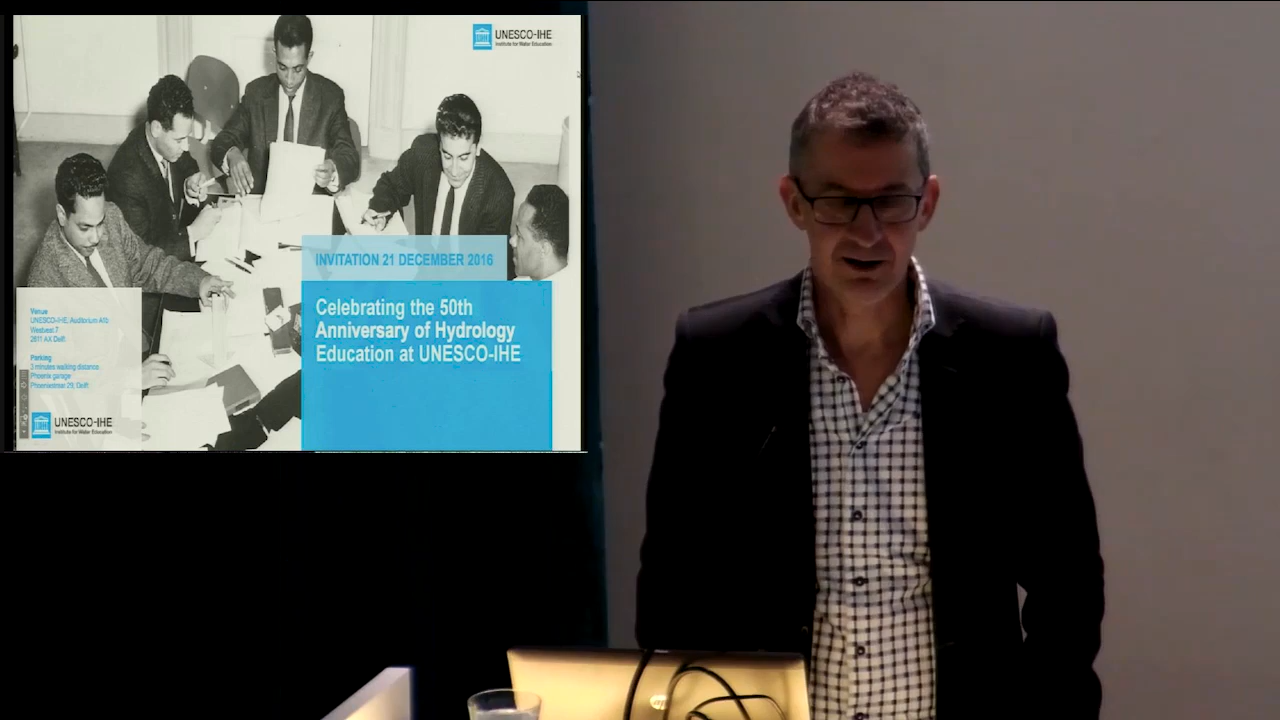 UNESCO-IHE
Institute for Water Education
INVITATION 21 DECEMBER 2016
Celebrating the 50th
Anniversary of Hydrology
Education at UNESCO-IHE
Venue
UNESCO-IHE, Auditorium A1b
Westvest 7
2611 AX Delft
Parking
3 minutes walking distance
Phoenix garage
Phoenixstraat 29, Delft
UNESCO-IHE
Institute for Water Education
hp